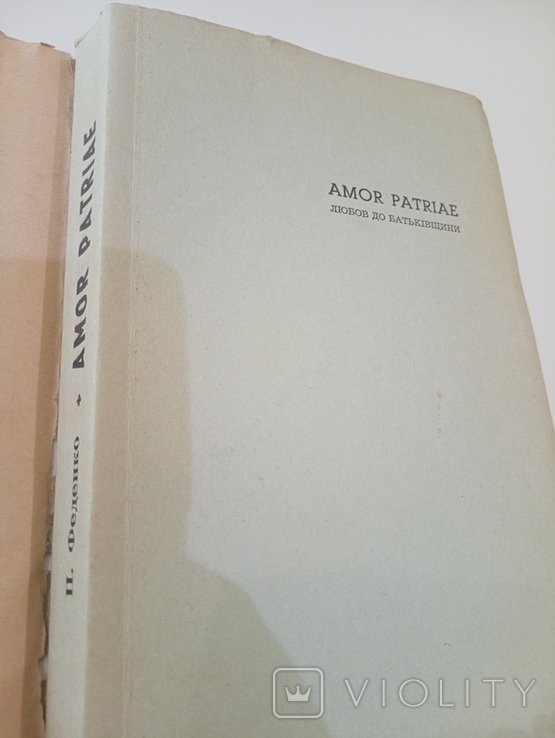 AMOR PATRIAE
ЛЮБОВ ДО БАТЬКІВЩИНИ
П. Феденко + AMOR PATRIAE
VIOLITY